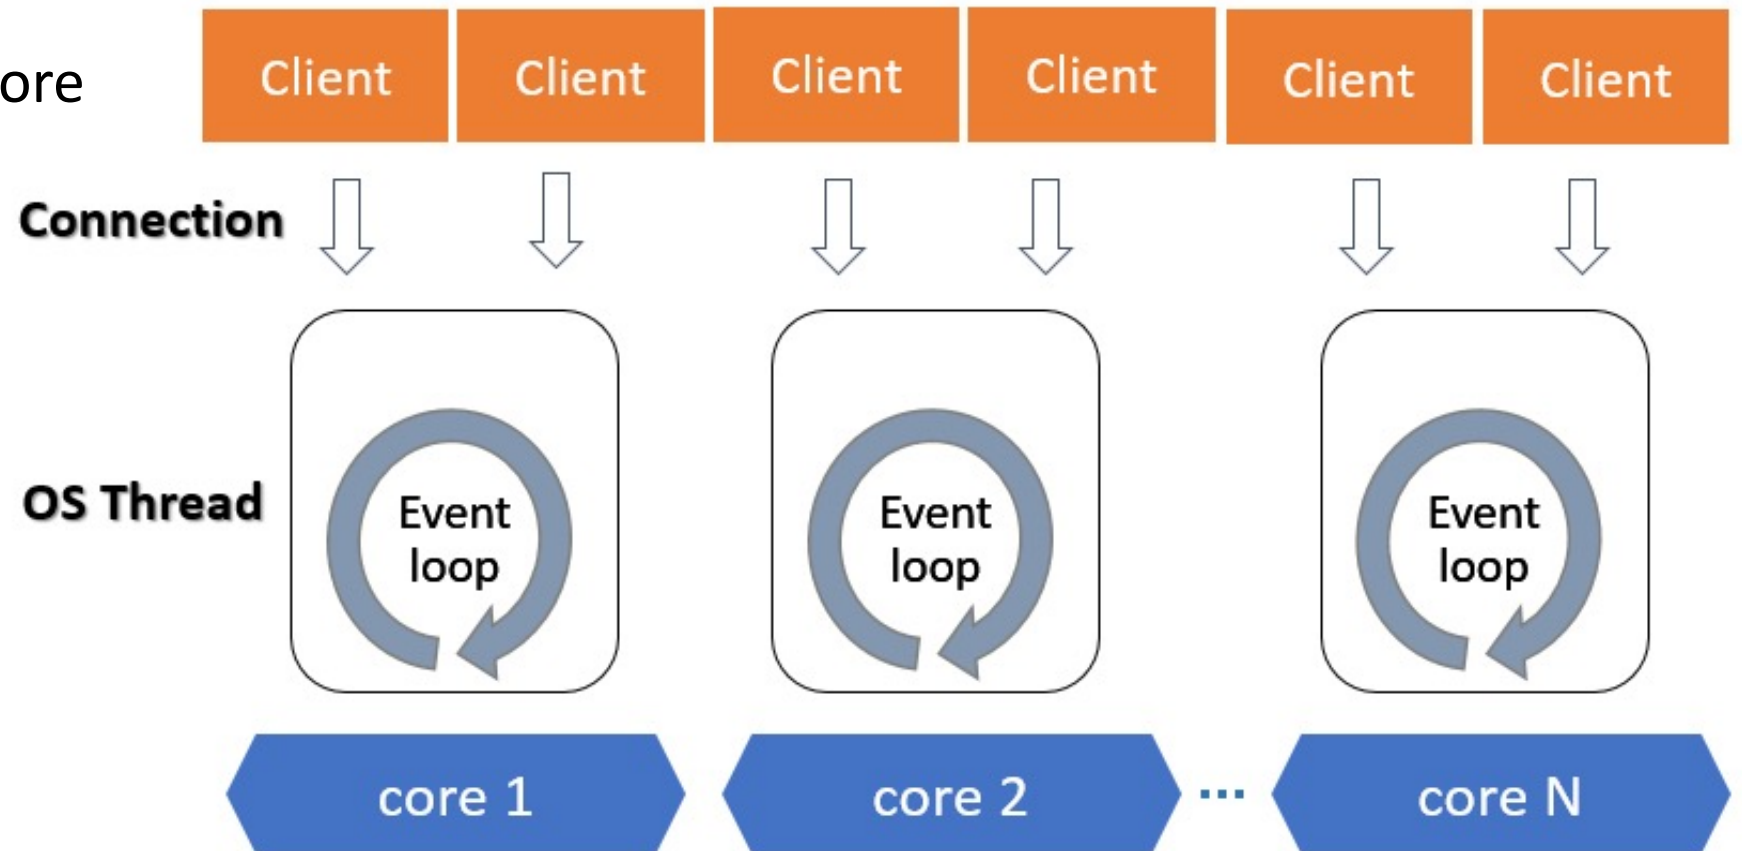 ore
Client Client Client Client Client Client
Connection
OS Thread
Event
loop
Event
loop
Event
loop
core 1 core 2 ... core N